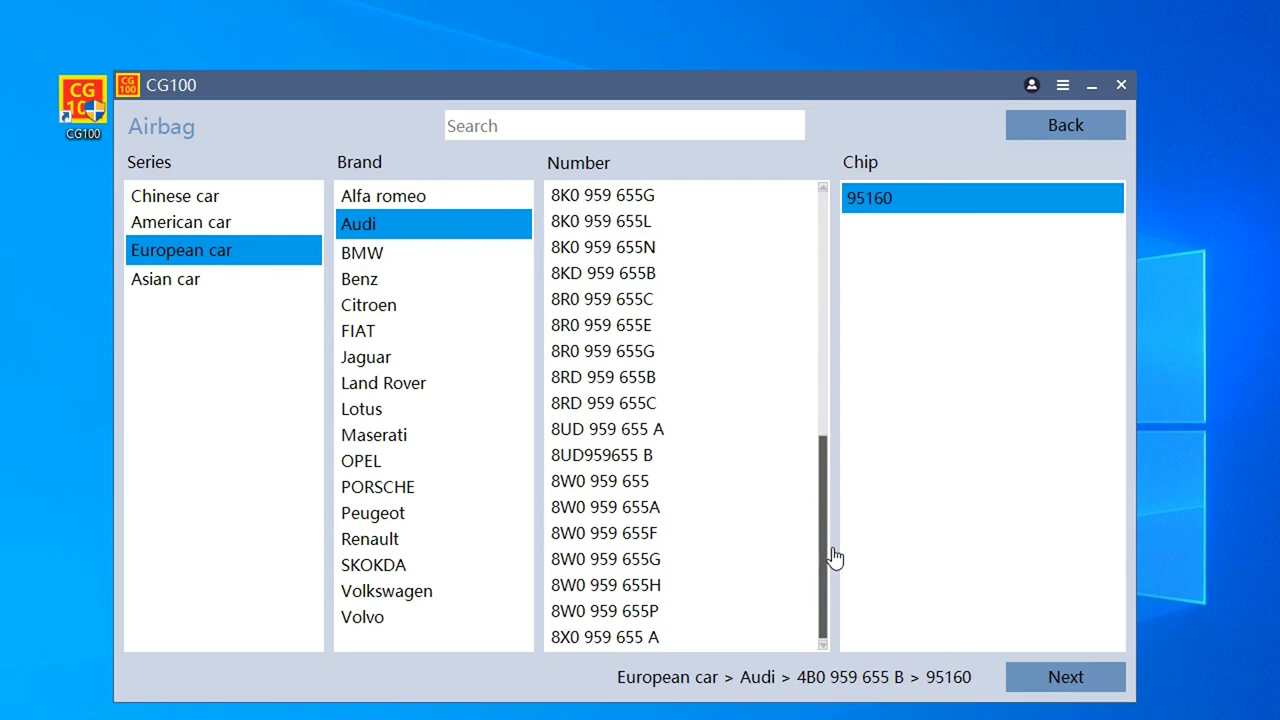 CG 100
CG100
CG 100
CG100
Airbag
Search
Back
Series
Brand
Number
Chip
Chinese car
American car
European car
Asian car
Alfa romeo
Audi
BMW
Benz
Citroen
FIAT
Jaguar
Land Rover
Lotus
Maserati
OPEL
PORSCHE
Peugeot
Renault
SKOKDA
Volkswagen
Volvo
8K0 959 655G
8K0 959 655L
8K0 959 655N
8KD 959 655B
8R0 959 655C
8R0 959 655E
8R0 959 655G
8RD 959 655B
8RD 959 655C
8UD 959 655 A
8UD959655 B
8W0 959 655
8W0 959 655A
8W0 959 655F
8W0 959 655G
8W0 959 655H
8W0 959 655P
8X0 959 655 A
95160
European car > Audi > 4B0 959 655 B > 95160
Next